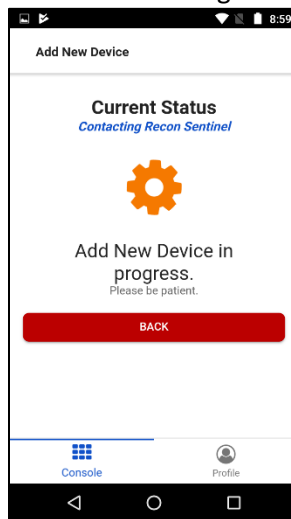 8:59
Add New Device
Current Status
Contacting Recon Sentinel
Add New Device in
progress.
Please be patient.
BACK
Console
Profile